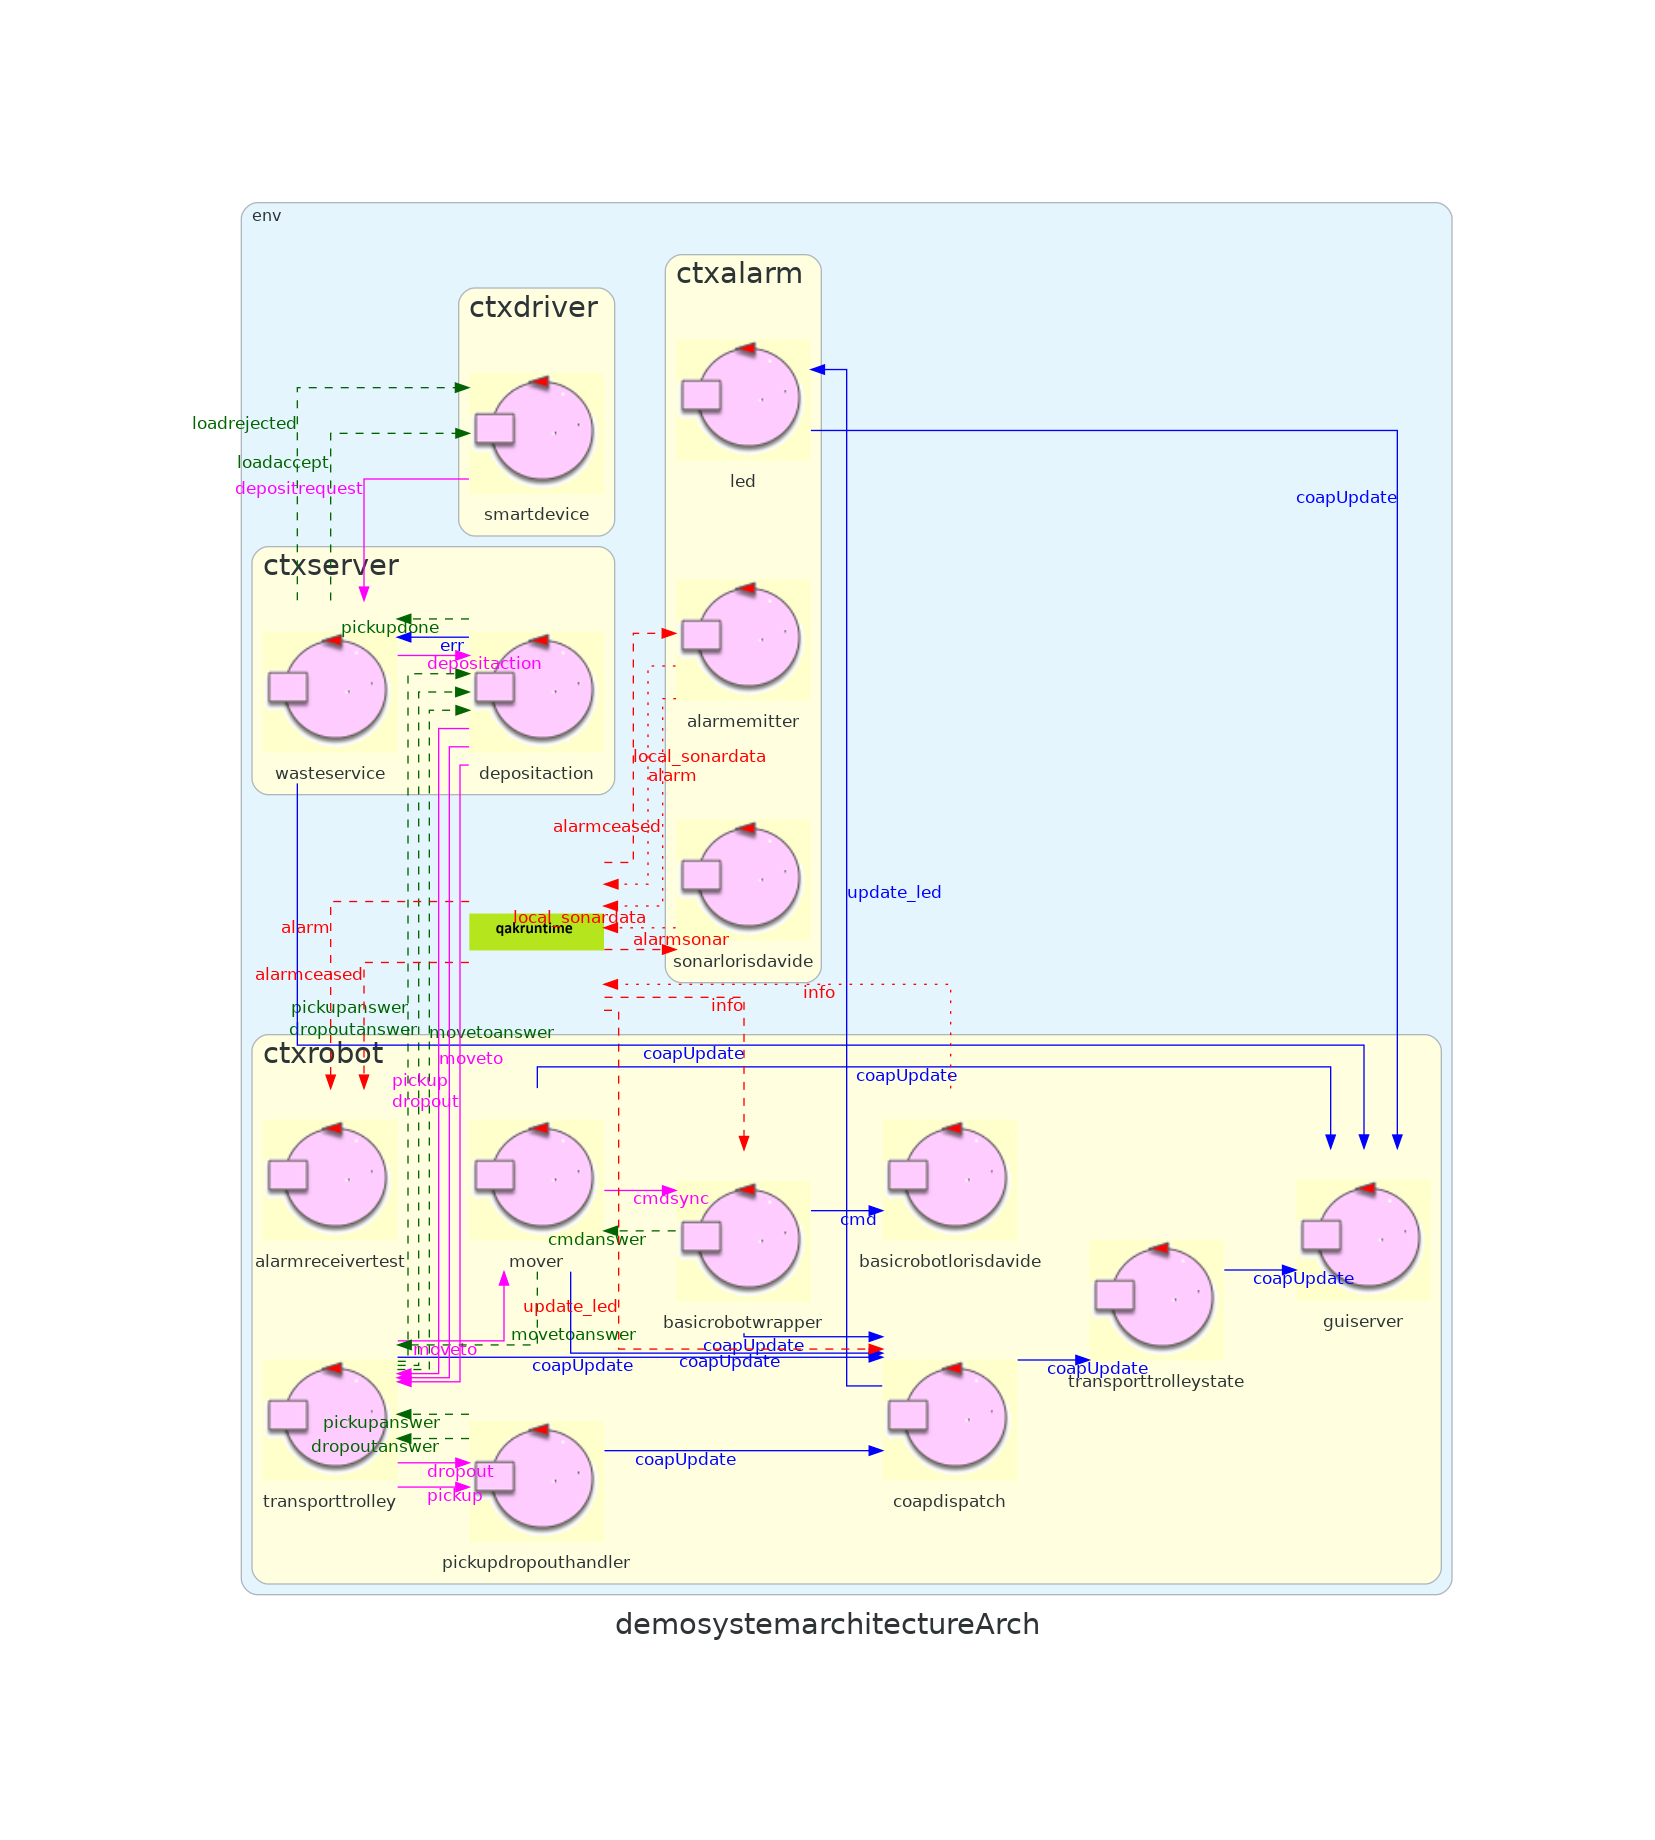 env
ctxalarm
ctxdriver
loadrejected
loadaccept
led
depositrequest
coapUpdate
smartdevice
ctxserver
pickupdone
err
depositaction
alarmemitter
local_sonardata
wasteservice
depositaction
alarm
alarmceased
update_led
local_sonardata
alarm
qakruntime
alarmsonar
sonarlorisdavide
alarmceased
info
info
pickupanswer
dropoutanswer
movetoanswer
ctxrobot
coapUpdate
moveto
coapUpdate
pickup
dropout
cmdsync
cmd
cmdanswer
alarmreceivertest
mover
basicrobotlorisdavide
coapUpdate
update_led
basicrobotwrapper
guiserver
movetoanswer
coapUpdate
moveto
coapUpdate
coapUpdate
coapUpdate
transporttrolleystate
pickupanswer
dropoutanswer
coapUpdate
dropout
pickup
transporttrolley
coapdispatch
pickupdropouthandler
demosystemarchitectureArch